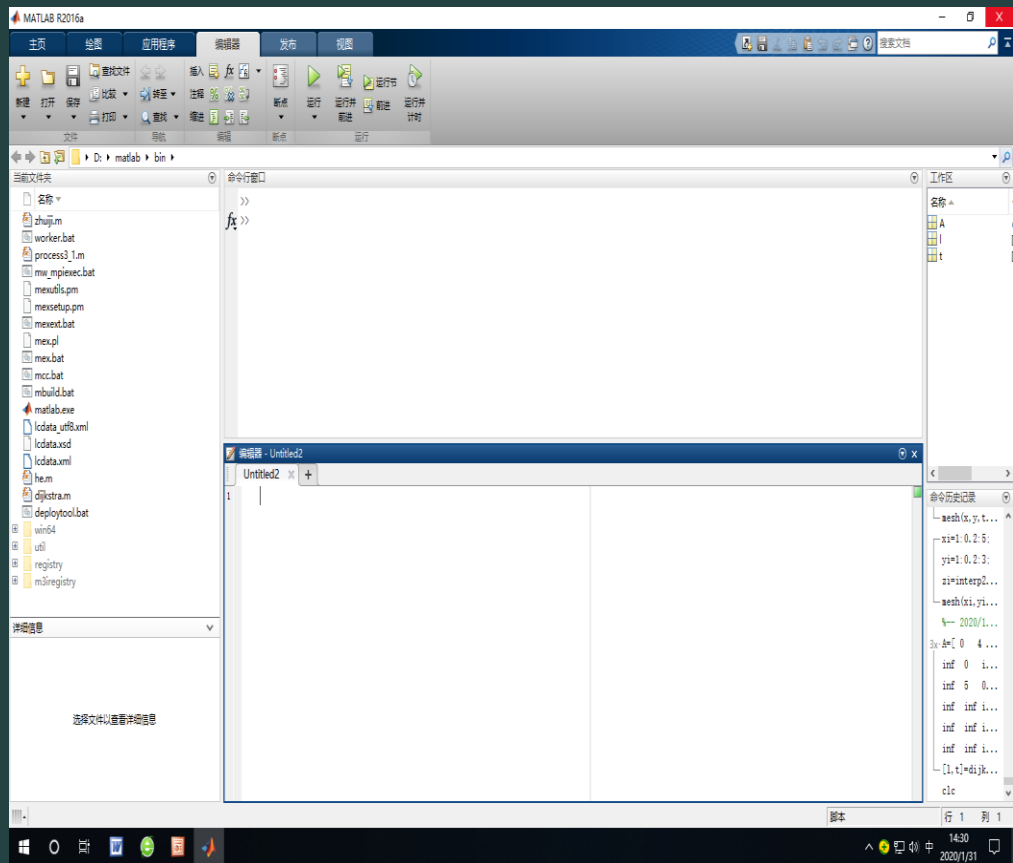 MATLAB R2016a
主页 绘图 应用程序 编辑器 发布 视图 搜索文档
查找文件 插入 fx 运行节
新建 打开 保存 比较 转至 注释 断点 运行 运行并前进 前进 运行并计时
打印 查找 缩进
文件 导航 编辑 断点 运行
D: matlab bin
当前文件夹
名称
zhuiji.m
worker.bat
process3_1.m
mw_mpiexec.bat
mexutils.pm
mexsetup.pm
mexext.bat
mex.pl
mex.bat
mcc.bat
mbuild.bat
matlab.exe
lcdata_utf8.xml
lcdata.xsd
lcdata.xml
he.m
dijkstra.m
deploytool.bat
win64
util
registry
m3iregistry
详细信息
选择文件以查看详细信息
命令行窗口
>>
fx >>
编辑器 - Untitled2
Untitled2 × +
1
工作区
名称
A
l
t
命令历史记录
mesh(x,y,t...
xi=1:0.2:5;
yi=1:0.2:3;
zi=interp2...
mesh(xi,yi...
%-- 2020/1...
3x A=[ 0 4 ...
inf 0 i...
inf 5 0...
inf inf i...
inf inf i...
inf inf i...
[l,t]=dijk...
clc
脚本 行 1 列 1
中 14:30
2020/1/31